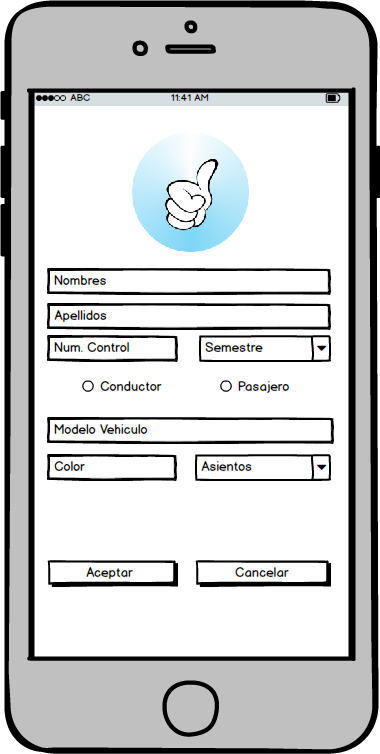 ABC 11:41 AM
Nombres
Apellidos
Num. Control Semestre
Conductor Pasajero
Modelo Vehiculo
Color Asientos
Aceptar Cancelar